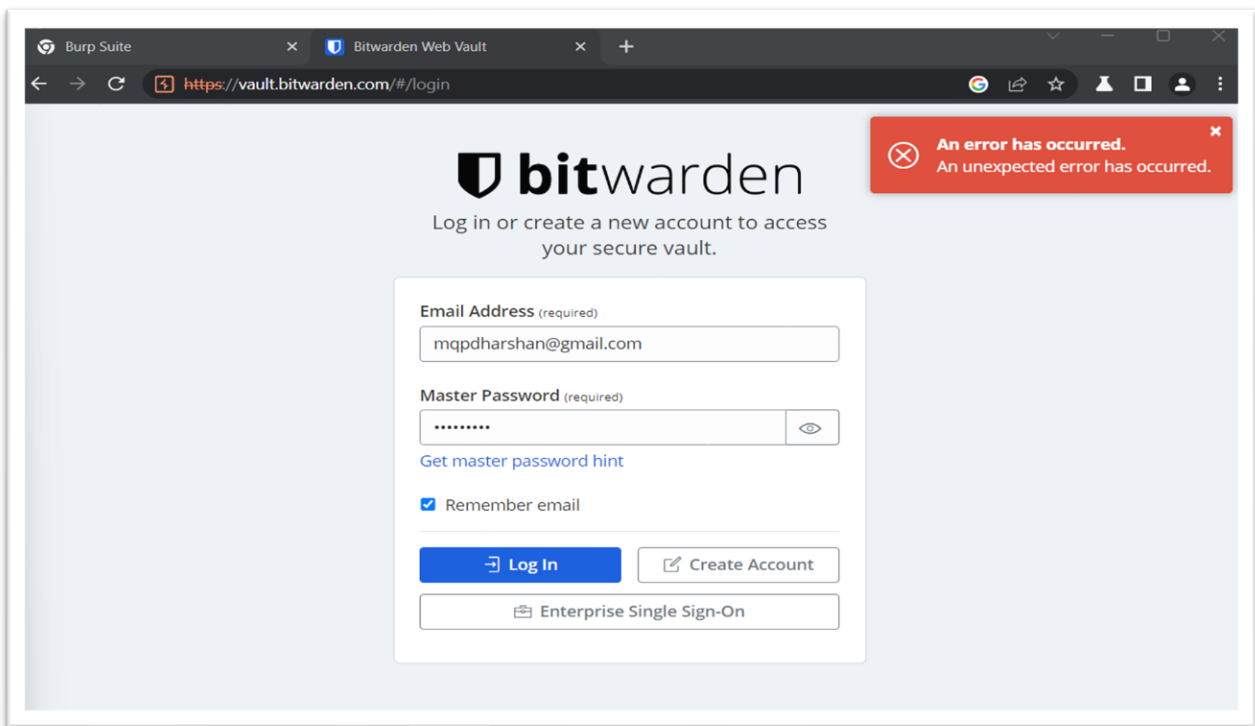 Burp Suite
Bitwarden Web Vault
https://vault.bitwarden.com/#/login
An error has occurred.
An unexpected error has occurred.
bitwarden
Log in or create a new account to access
your secure vault.
Email Address (required)
mqpdharshan@gmail.com
Master Password (required)
•••••••••
Get master password hint
Remember email
Log In
Create Account
Enterprise Single Sign-On